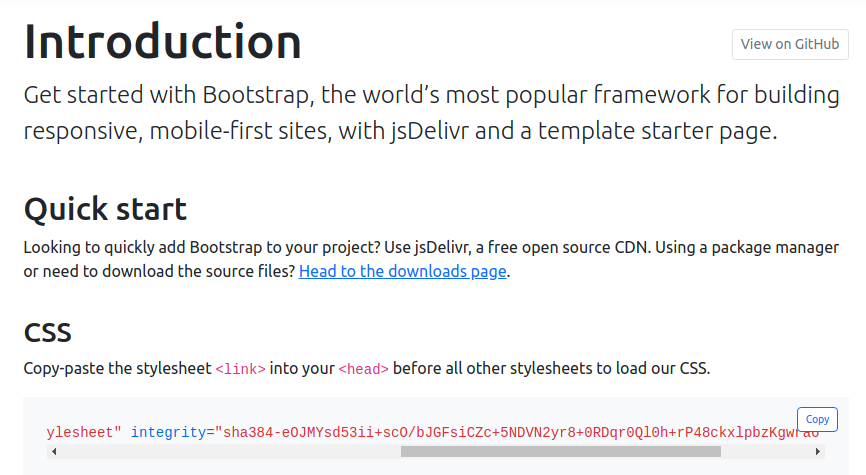 Introduction
View on GitHub
Get started with Bootstrap, the world’s most popular framework for building
responsive, mobile-first sites, with jsDelivr and a template starter page.
Quick start
Looking to quickly add Bootstrap to your project? Use jsDelivr, a free open source CDN. Using a package manager
or need to download the source files? Head to the downloads page.
CSS
Copy-paste the stylesheet <link> into your <head> before all other stylesheets to load our CSS.
Copy
ylesheet" integrity="sha384-eOJMYsd53ii+scO/bJGFsiCZc+5NDVN2yr8+0RDqr0Ql0h+rP48ckxlpbzKgwra6